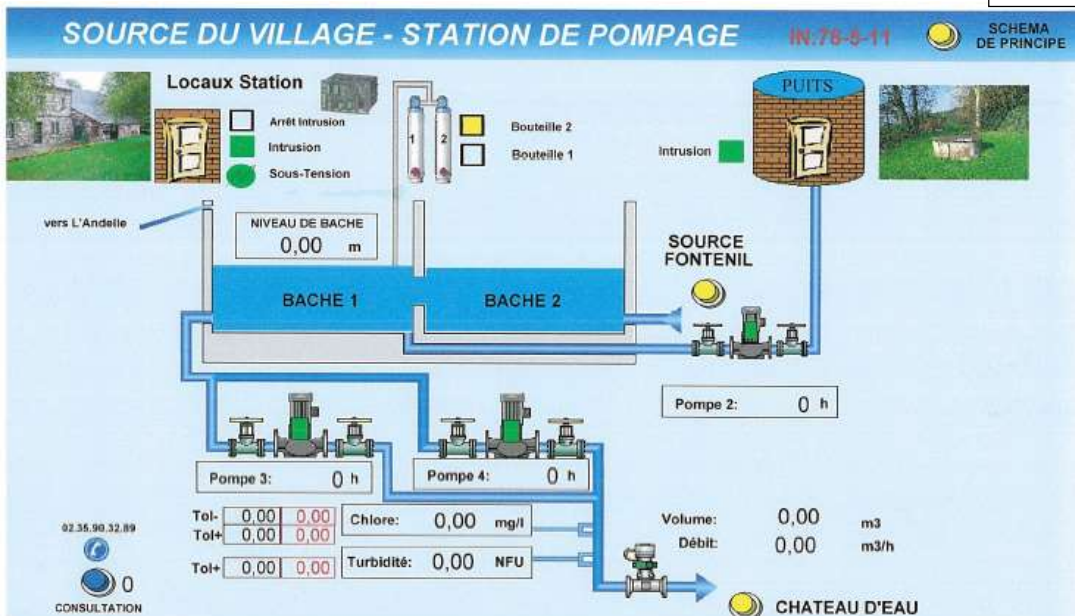 SOURCE DU VILLAGE - STATION DE POMPAGE
IN:76-8-11
SCHEMA
DE PRINCIPE
Locaux Station
Arrêt Intrusion
Intrusion
Sous-Tension
1 2
Bouteille 2
Bouteille 1
PUITS
Intrusion
vers L'Andelle
NIVEAU DE BACHE
0,00 m
SOURCE
FONTENIL
BACHE 1
BACHE 2
Pompe 2: 0 h
Pompe 3: 0 h
Pompe 4: 0 h
Tol- 0,00 0,00
Tol+ 0,00 0,00
Tol+ 0,00 0,00
Chlore: 0,00 mg/l
Turbidité: 0,00 NFU
Volume: 0,00 m3
Débit: 0,00 m3/h
02.35.90.32.89
0
CONSULTATION
CHATEAU D'EAU